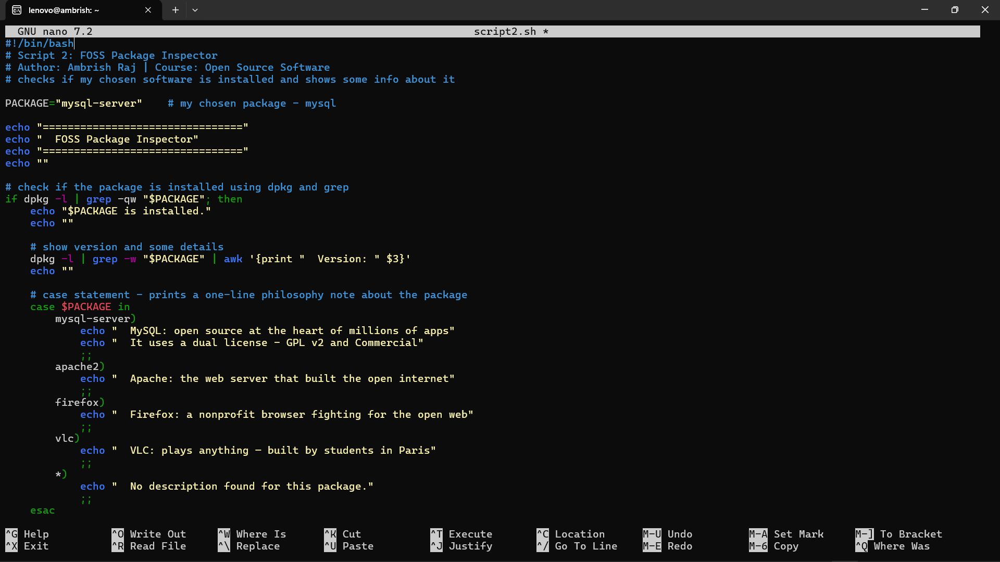 lenovo@ambrish: ~
GNU nano 7.2 script2.sh *
#!/bin/bash
# Script 2: FOSS Package Inspector
# Author: Ambrish Raj | Course: Open Source Software
# checks if my chosen software is installed and shows some info about it

PACKAGE="mysql-server"    # my chosen package - mysql

echo "================================"
echo "  FOSS Package Inspector"
echo "================================"
echo ""

# check if the package is installed using dpkg and grep
if dpkg -l | grep -qw "$PACKAGE"; then
    echo "$PACKAGE is installed."
    echo ""

    # show version and some details
    dpkg -l | grep -w "$PACKAGE" | awk '{print "  Version: " $3}'
    echo ""

    # case statement - prints a one-line philosophy note about the package
    case $PACKAGE in
        mysql-server)
            echo "  MySQL: open source at the heart of millions of apps"
            echo "  It uses a dual license - GPL v2 and Commercial"
            ;;
        apache2)
            echo "  Apache: the web server that built the open internet"
            ;;
        firefox)
            echo "  Firefox: a nonprofit browser fighting for the open web"
            ;;
        vlc)
            echo "  VLC: plays anything — built by students in Paris"
            ;;
        *)
            echo "  No description found for this package."
            ;;
    esac

^G Help ^O Write Out ^W Where Is ^K Cut ^T Execute ^C Location M-U Undo M-A Set Mark M-] To Bracket
^X Exit ^R Read File ^\ Replace ^U Paste ^J Justify ^/ Go To Line M-E Redo M-6 Copy ^Q Where Was